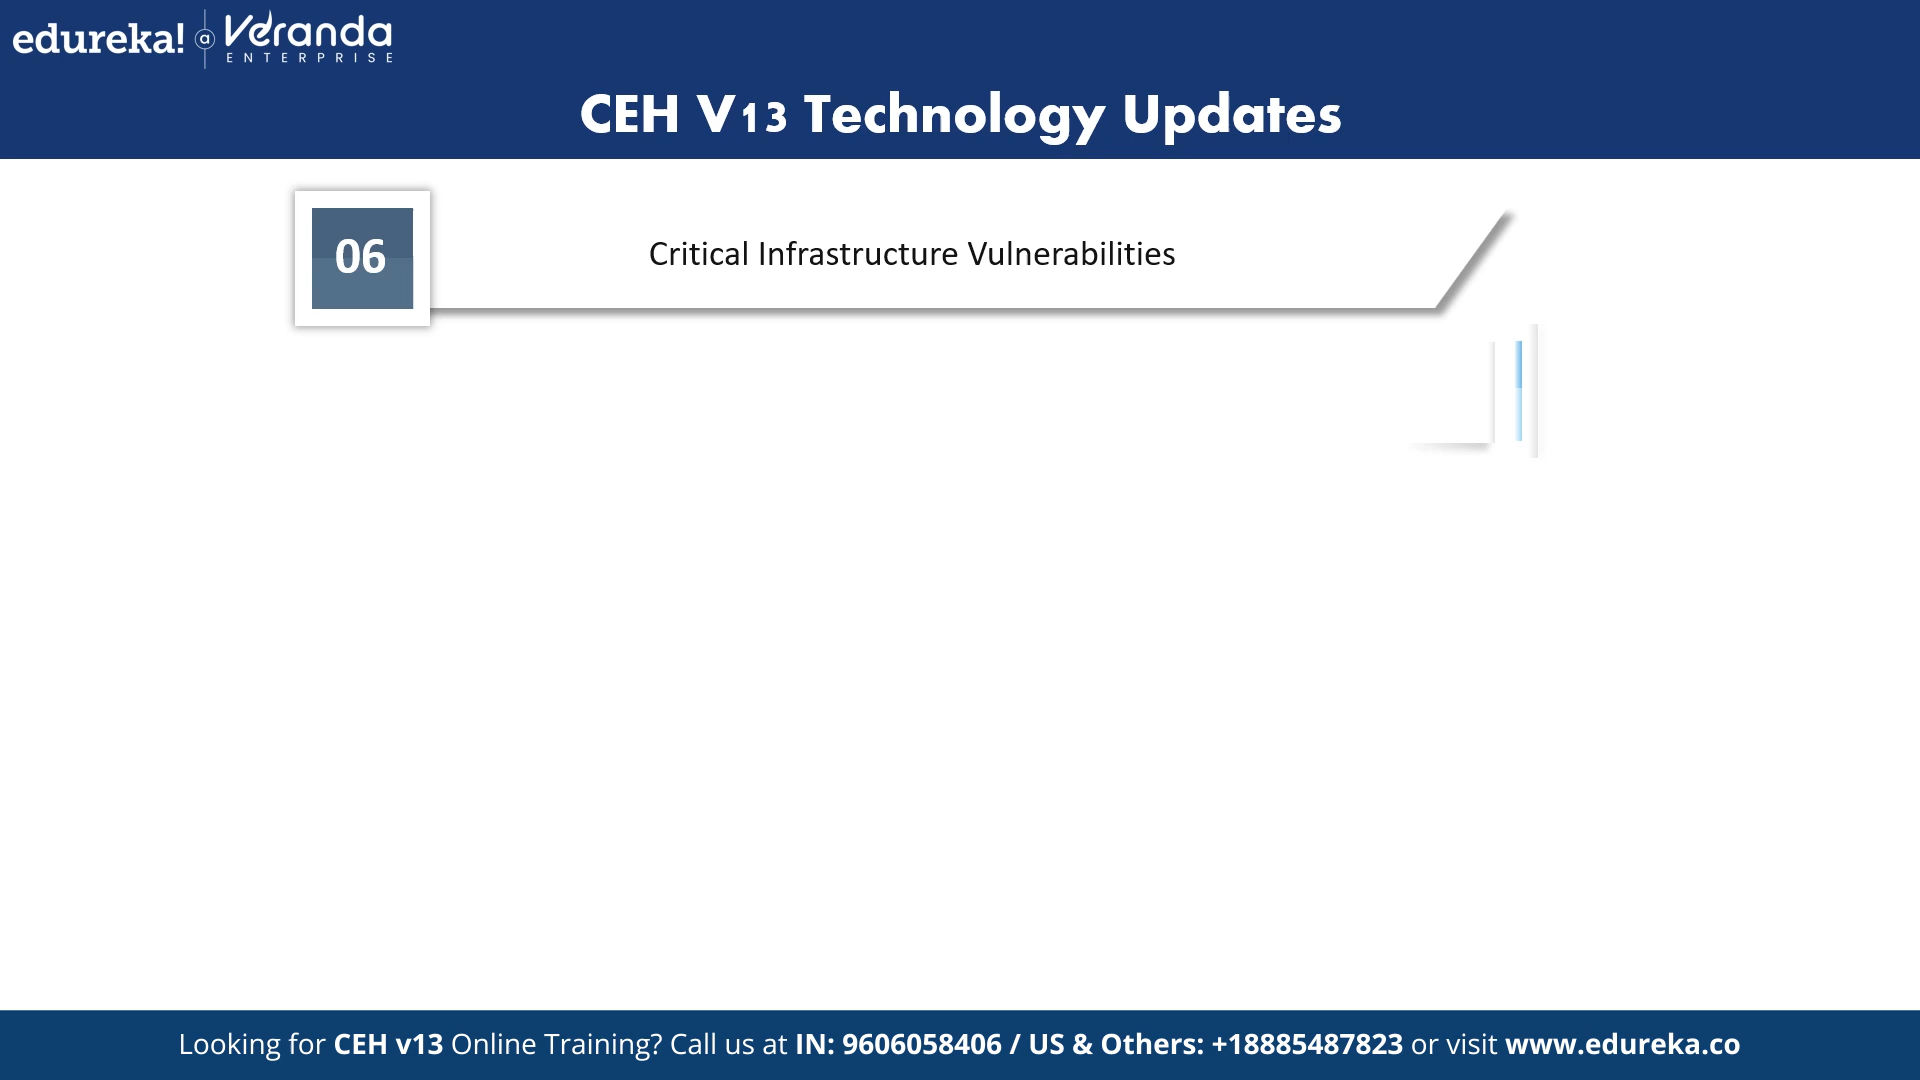 edureka! a Veranda
ENTERPRISE
CEH V13 Technology Updates
06
Critical Infrastructure Vulnerabilities
Looking for CEH v13 Online Training? Call us at IN: 9606058406 / US & Others: +18885487823 or visit www.edureka.co